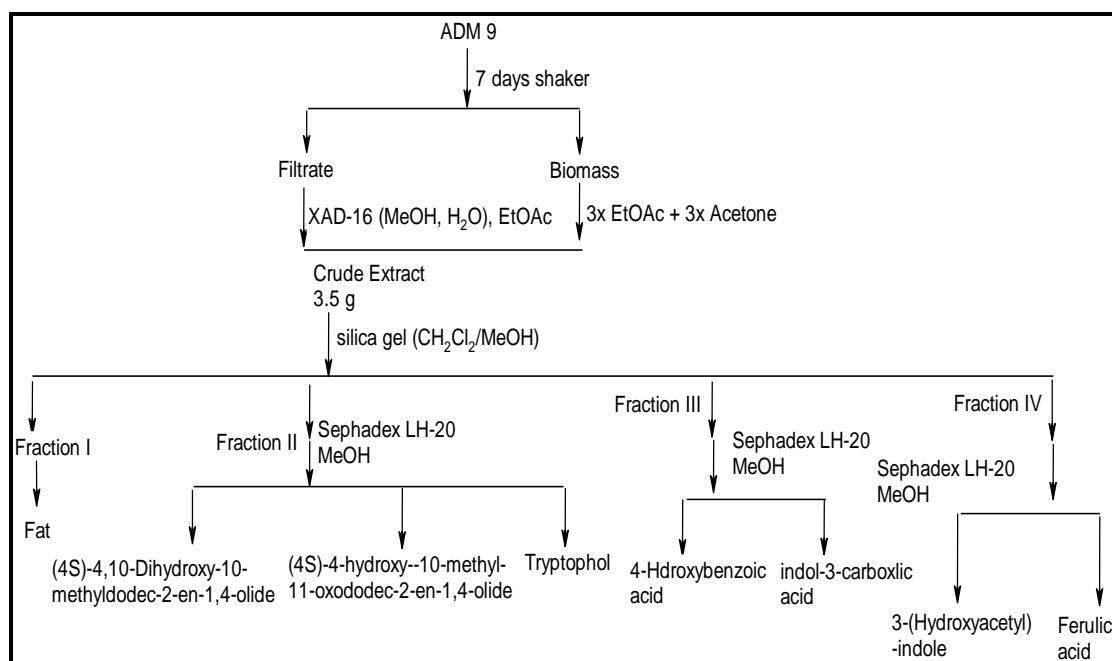 ADM 9
7 days shaker
Filtrate
Biomass
XAD-16 (MeOH, H₂O), EtOAc
3x EtOAc + 3x Acetone
Crude Extract
3.5 g
silica gel (CH₂Cl₂/MeOH)
Fraction I
Fat
Fraction II
Sephadex LH-20
MeOH
(4S)-4,10-Dihydroxy-10-
methyldodec-2-en-1,4-olide
(4S)-4-hydroxy--10-methyl-
11-oxododec-2-en-1,4-olide
Tryptophol
Fraction III
Sephadex LH-20
MeOH
4-Hdroxybenzoic
acid
indol-3-carboxlic
acid
Fraction IV
Sephadex LH-20
MeOH
3-(Hydroxyacetyl)
-indole
Ferulic
acid